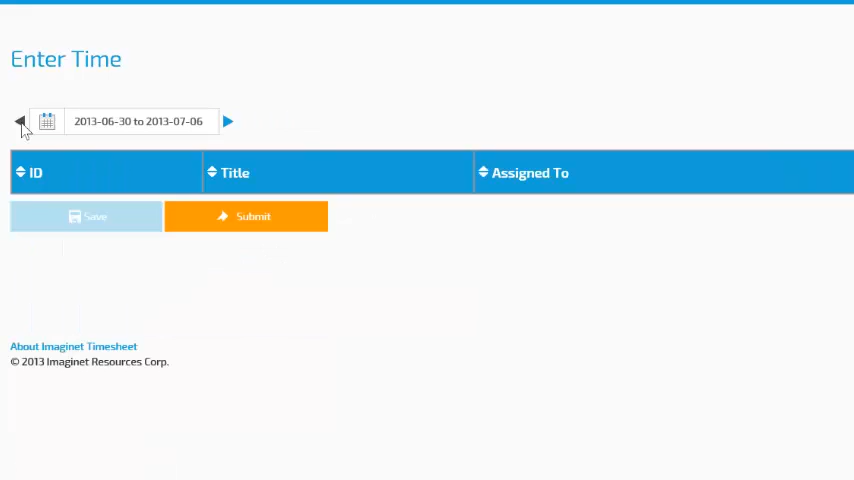 Enter Time
2013-06-30 to 2013-07-06
ID Title Assigned To
Save Submit
About Imaginet Timesheet
© 2013 Imaginet Resources Corp.